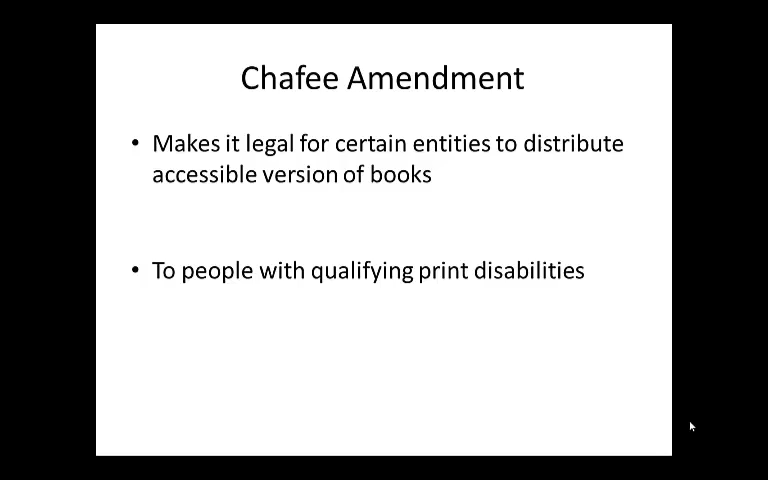 Chafee Amendment
• Makes it legal for certain entities to distribute
accessible version of books
• To people with qualifying print disabilities